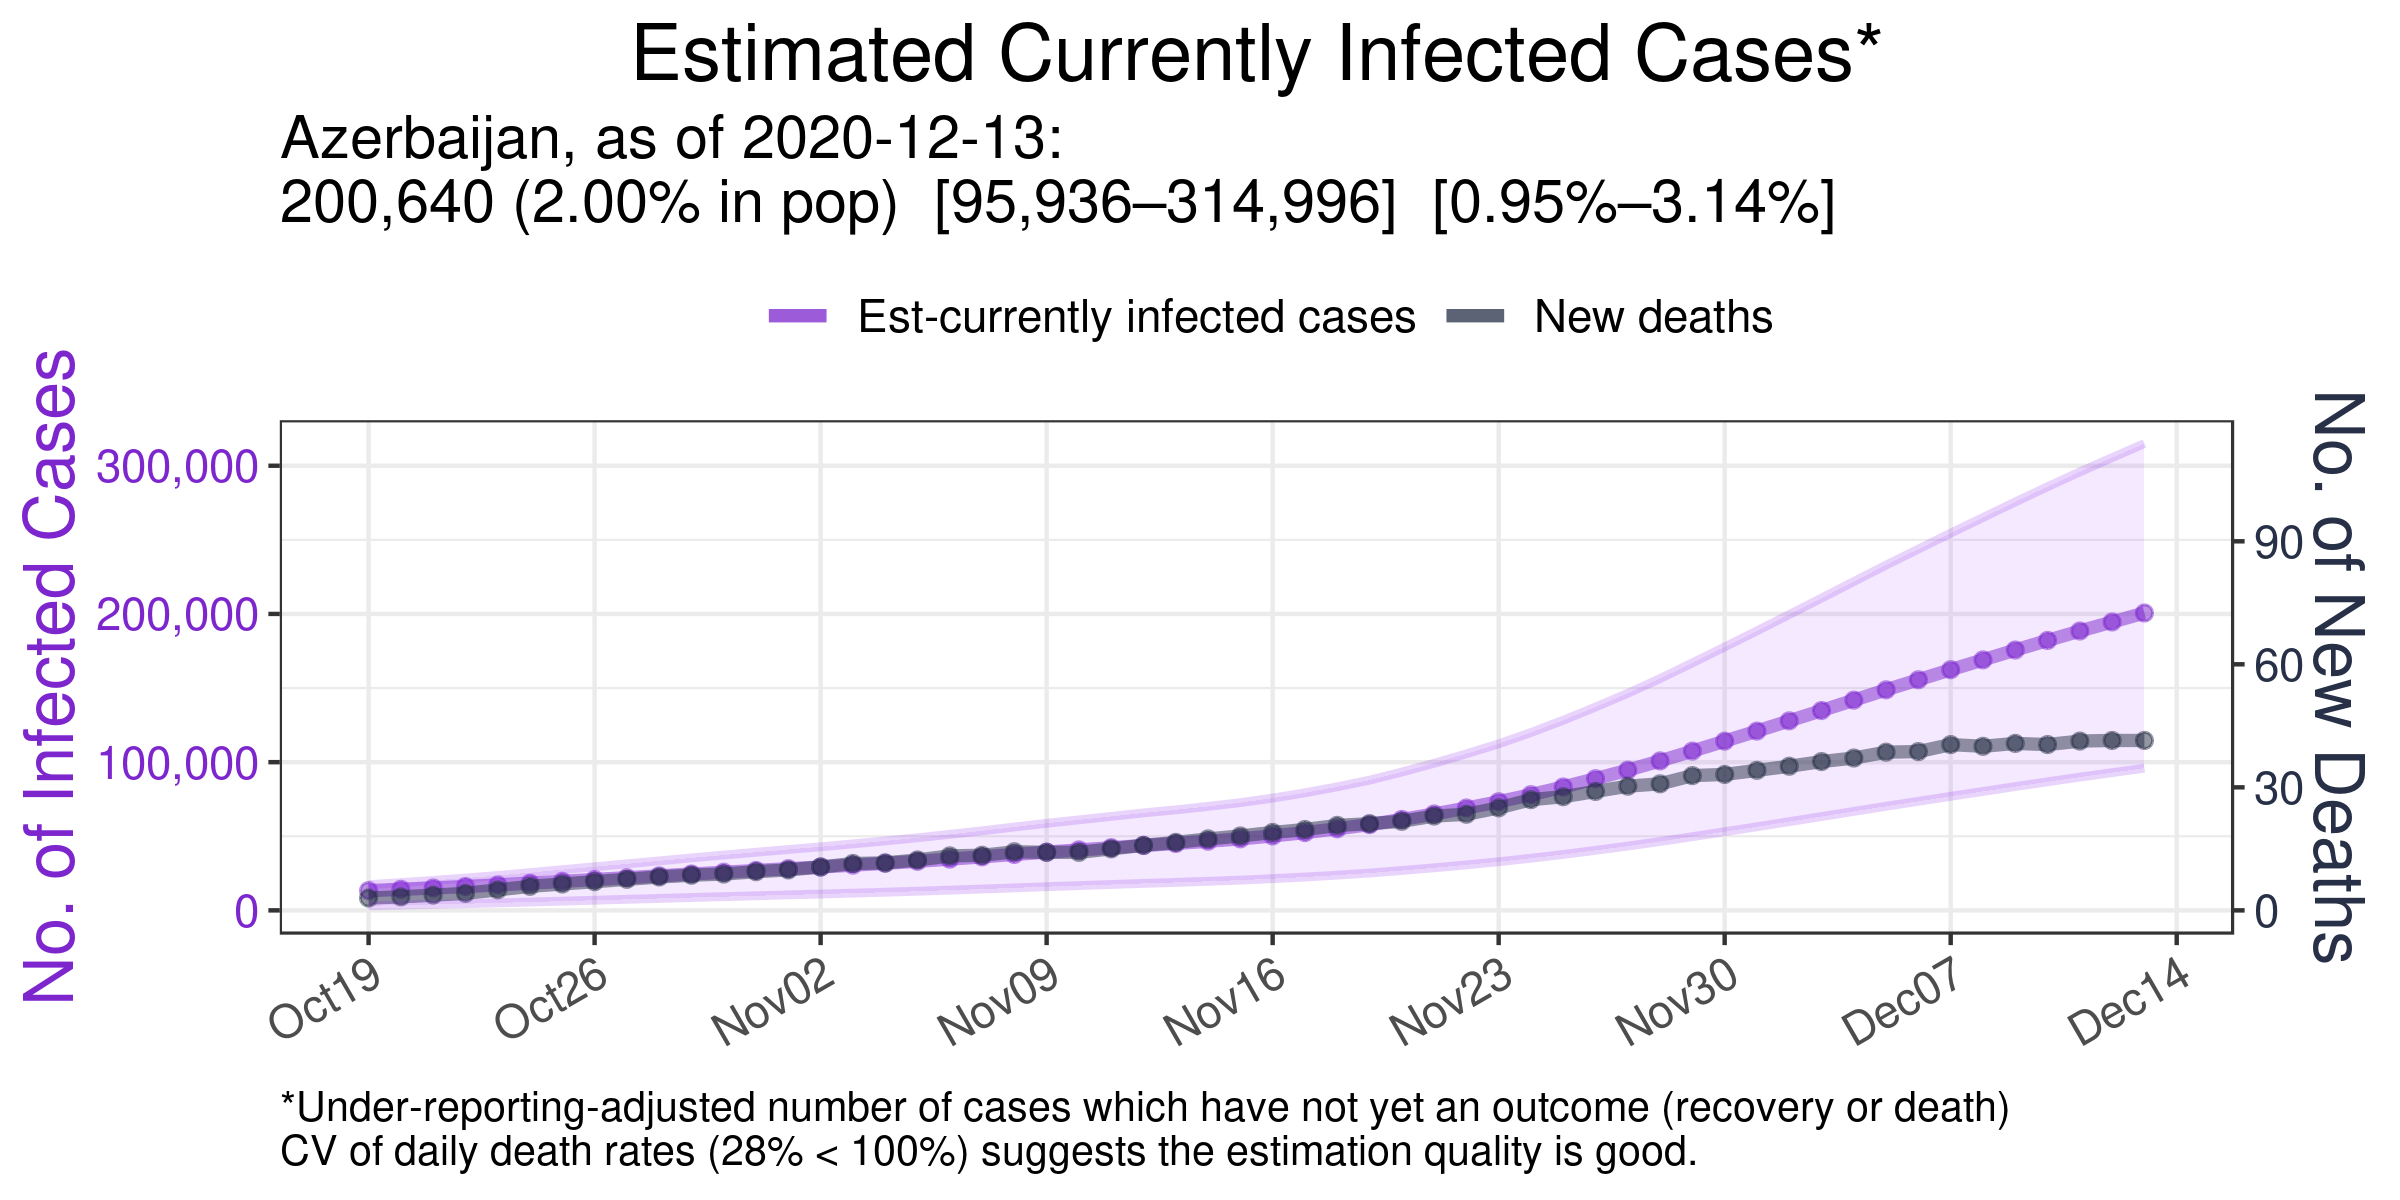 Estimated Currently Infected Cases*
Azerbaijan, as of 2020-12-13:
200,640 (2.00% in pop)  [95,936–314,996]  [0.95%–3.14%]
Est-currently infected cases
New deaths
No. of Infected Cases
300,000
200,000
100,000
0
No. of New Deaths
90
60
30
0
Oct19
Oct26
Nov02
Nov09
Nov16
Nov23
Nov30
Dec07
Dec14
*Under-reporting-adjusted number of cases which have not yet an outcome (recovery or death)
CV of daily death rates (28% < 100%) suggests the estimation quality is good.